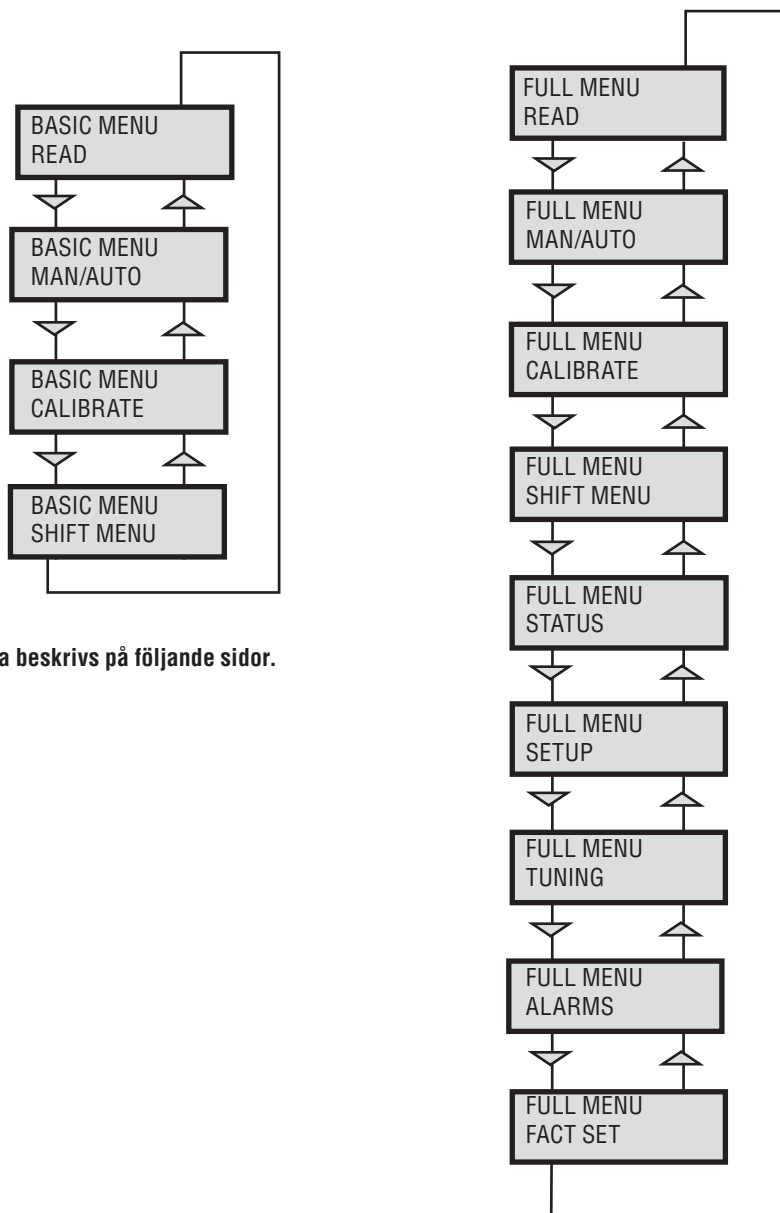 BASIC MENU
READ
BASIC MENU
MAN/AUTO
BASIC MENU
CALIBRATE
BASIC MENU
SHIFT MENU
a beskrivs på följande sidor.
FULL MENU
READ
FULL MENU
MAN/AUTO
FULL MENU
CALIBRATE
FULL MENU
SHIFT MENU
FULL MENU
STATUS
FULL MENU
SETUP
FULL MENU
TUNING
FULL MENU
ALARMS
FULL MENU
FACT SET